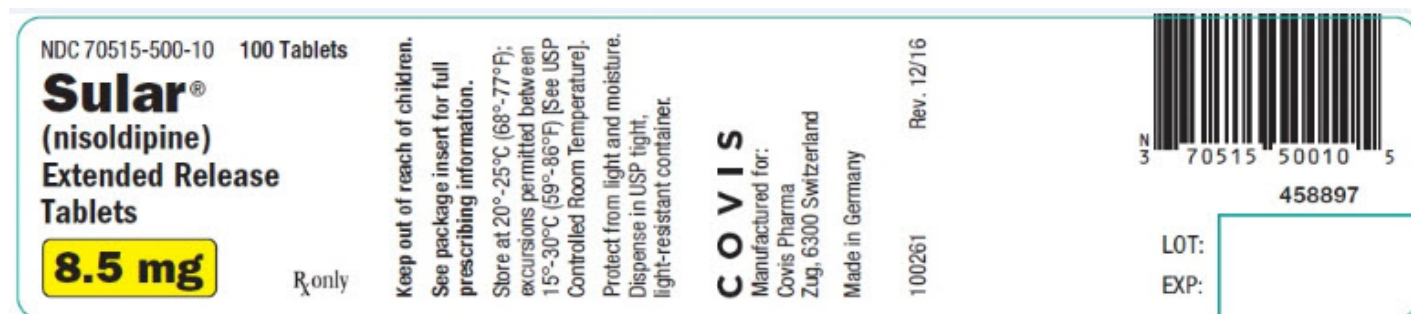 NDC 70515-500-10 100 Tablets
Sular®
(nisoldipine)
Extended Release
Tablets
8.5 mg
Rx only
Keep out of reach of children.
See package insert for full
prescribing information.
Store at 20°-25°C (68°-77°F);
excursions permitted between
15°-30°C (59°-86°F) [See USP
Controlled Room Temperature].
Protect from light and moisture.
Dispense in USP tight,
light-resistant container.
COVIS
Manufactured for:
Covis Pharma
Zug, 6300 Switzerland
Made in Germany
100261 Rev. 12/16
N
3 70515 50010 5
458897
LOT:
EXP: